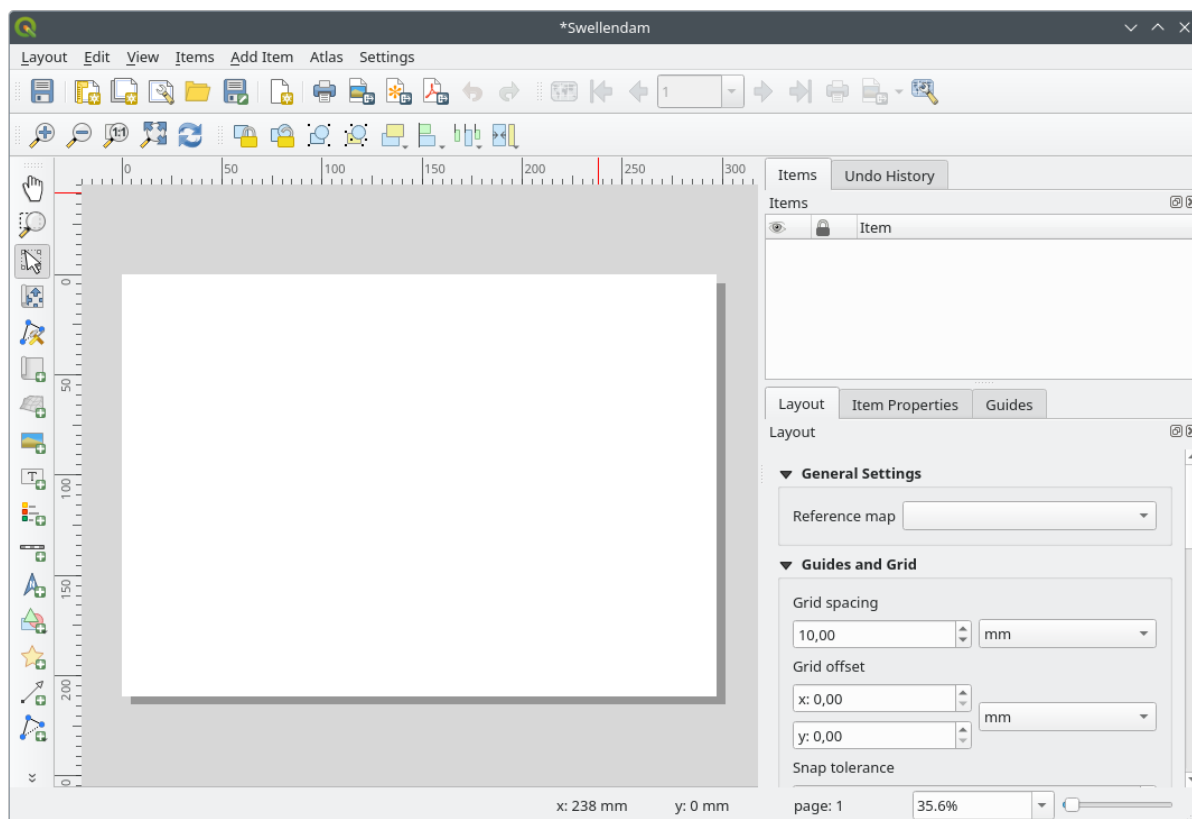 *Swellendam
Layout Edit View Items Add Item Atlas Settings
1
1:1
0 50 100 150 200 250 300
Items Undo History
Items
Item
0
50
100
150
200
0
T
N
Layout Item Properties Guides
Layout
General Settings
Reference map
Guides and Grid
Grid spacing
10,00 mm
Grid offset
x: 0,00
mm
y: 0,00
Snap tolerance
x: 238 mm y: 0 mm page: 1 35.6%